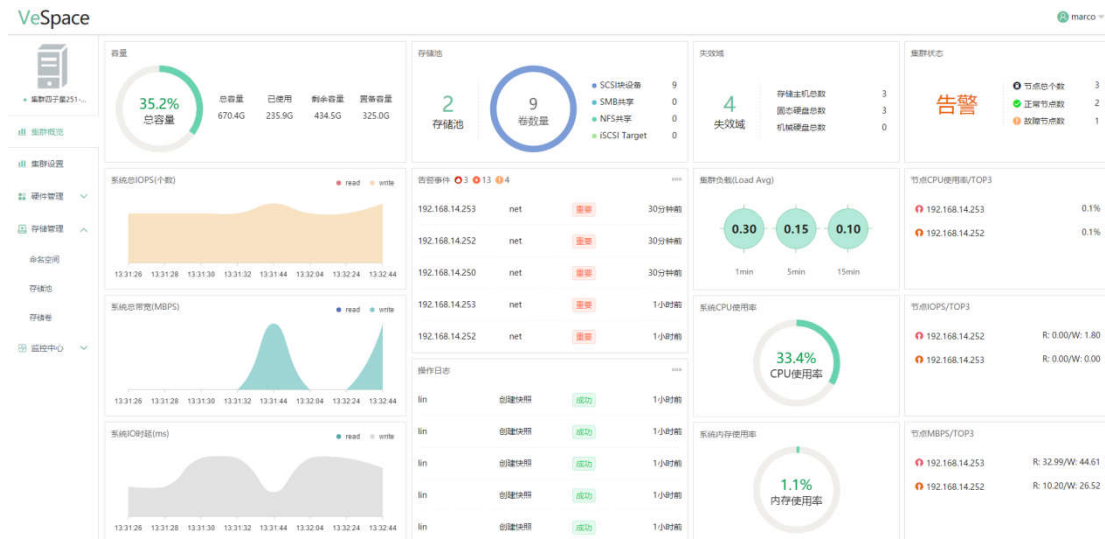 VeSpace
marco
集群四子星251-...
集群概览
集群设置
硬件管理
存储管理
命名空间
存储池
存储卷
监控中心
容量
35.2%
总容量
总容量 已使用 剩余容量 置备容量
670.4G 235.9G 434.5G 325.0G
存储池
2
存储池
9
卷数量
SCSI块设备 9
SMB共享 0
NFS共享 0
iSCSI Target 0
失效域
4
失效域
存储主机总数 3
固态硬盘总数 3
机械硬盘总数 0
集群状态
告警
节点总个数 3
正常节点数 2
故障节点数 1
系统总IOPS(个数)
read write
13:31:26 13:31:28 13:31:30 13:31:32 13:31:44 13:32:04 13:32:24 13:32:44
系统总带宽(MBPS)
read write
13:31:26 13:31:28 13:31:30 13:31:32 13:31:44 13:32:04 13:32:24 13:32:44
系统IO时延(ms)
read write
13:31:26 13:31:28 13:31:30 13:31:32 13:31:44 13:32:04 13:32:24 13:32:44
告警事件 3 13 4
192.168.14.253 net 重要 30分钟前
192.168.14.252 net 重要 30分钟前
192.168.14.250 net 重要 30分钟前
192.168.14.253 net 重要 1小时前
192.168.14.252 net 重要 1小时前
操作日志
lin 创建快照 成功 1小时前
lin 创建快照 成功 1小时前
lin 创建快照 成功 1小时前
lin 创建快照 成功 1小时前
lin 创建快照 成功 1小时前
集群负载(Load Avg)
0.30 0.15 0.10
1min 5min 15min
系统CPU使用率
33.4%
CPU使用率
系统内存使用率
1.1%
内存使用率
节点CPU使用率/TOP3
192.168.14.253 0.1%
192.168.14.252 0.1%
节点IOPS/TOP3
192.168.14.252 R: 0.00/W: 1.80
192.168.14.253 R: 0.00/W: 0.00
节点MBPS/TOP3
192.168.14.253 R: 32.99/W: 44.61
192.168.14.252 R: 10.20/W: 26.52